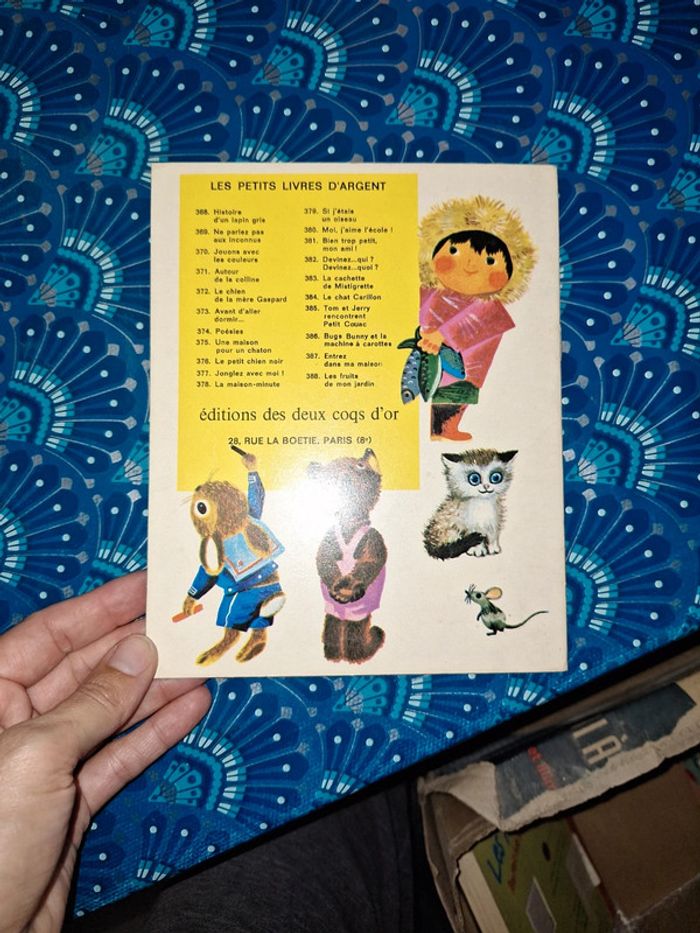 LES PETITS LIVRES D'ARGENT
368. Histoire
d'un lapin gris
369. Ne parlez pas
aux inconnus
370. Jouons avec
les couleurs
371. Autour
de la colline
372. Le chien
de la mère Gaspard
373. Avant d'aller
dormir...
374. Poésies
375. Une maison
pour un chaton
376. Le petit chien noir
377. Jonglez avec moi !
378. La maison-minute
379. Si j'étais
un oiseau
380. Moi, j'aime l'école !
381. Bien trop petit,
mon ami !
382. Devinez...qui ?
Devinez...quoi ?
383. La cachette
de Mistigrette
384. Le chat Carillon
385. Tom et Jerry
rencontrent
Petit Couac
386. Bugs Bunny et la
machine à carottes
387. Entrez
dans ma maison
388. Les fruits
de mon jardin
éditions des deux coqs d'or
28, RUE LA BOETIE, PARIS (8e)
LA